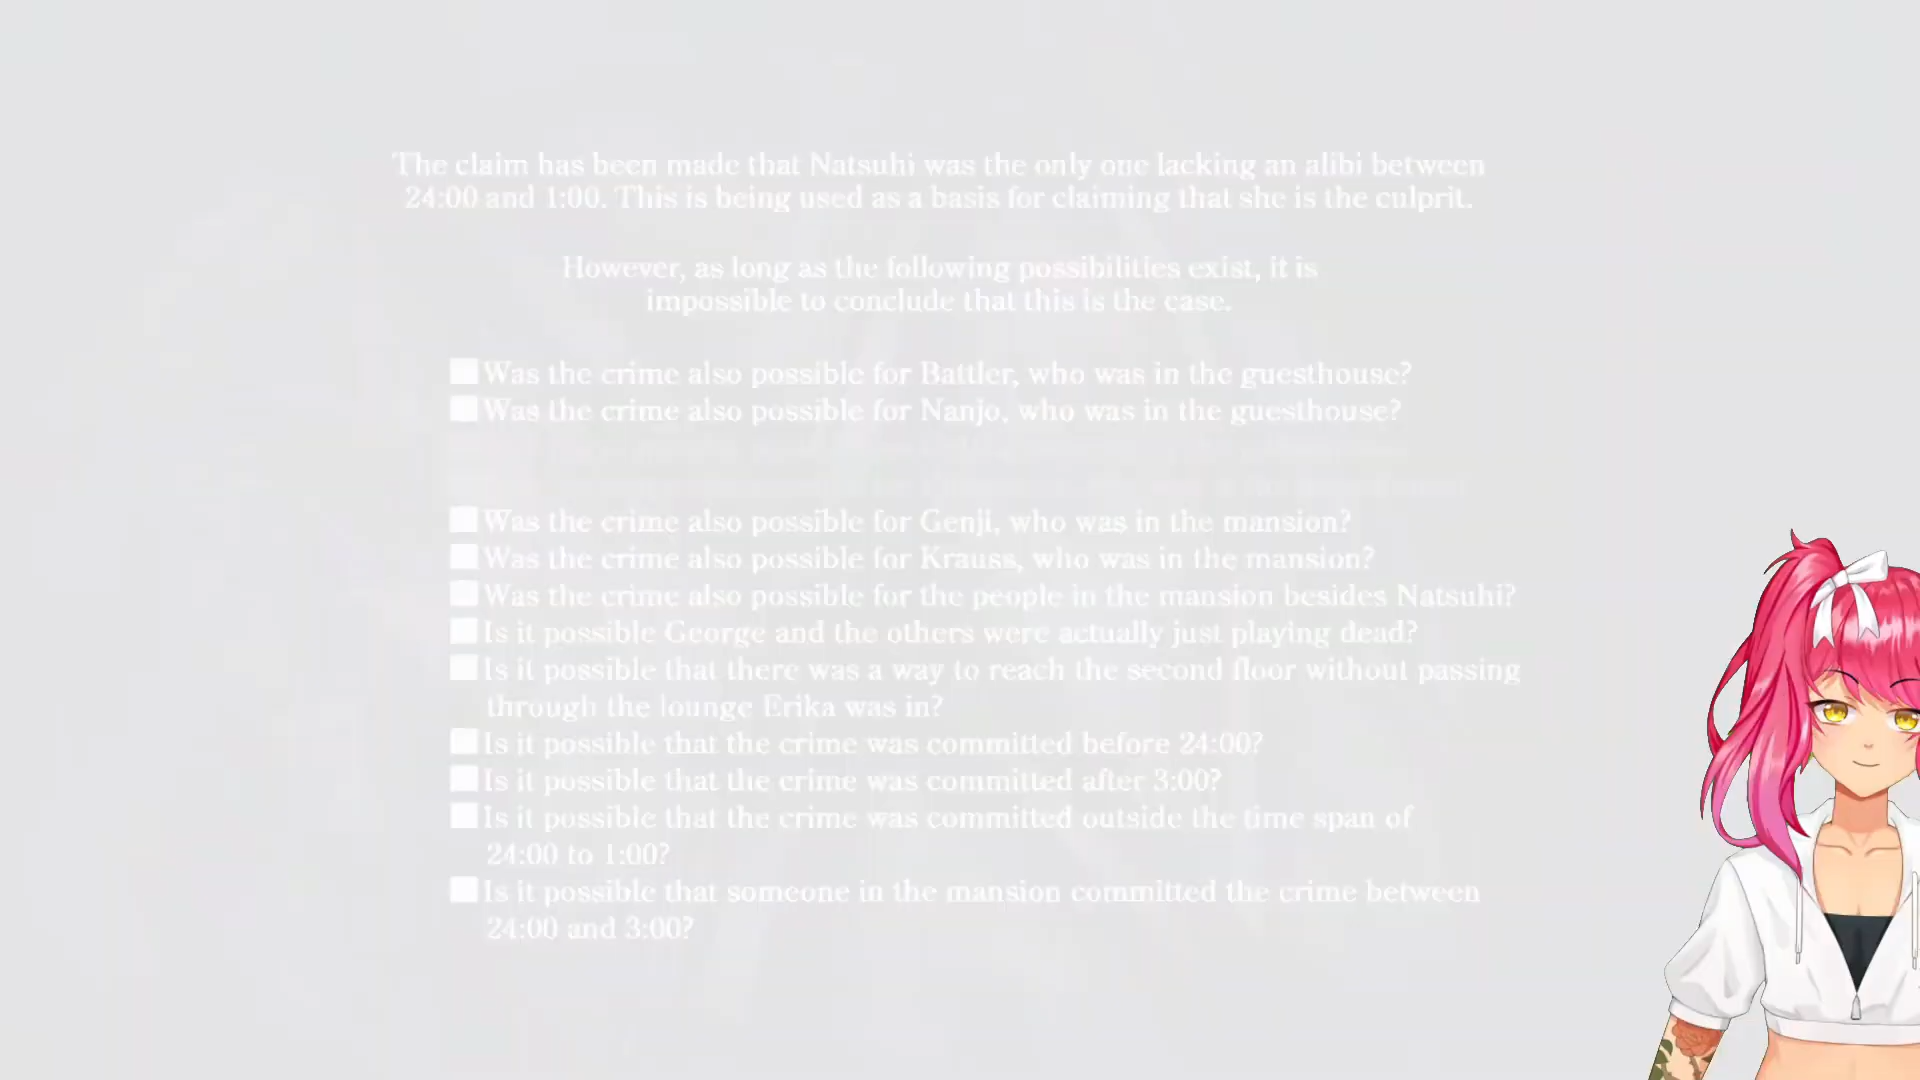 The claim has been made that Natsuhi was the only one lacking an alibi between
24:00 and 1:00. This is being used as a basis for claiming that she is the culprit.
However, as long as the following possibilities exist, it is
impossible to conclude that this is the case.
Was the crime also possible for Battler, who was in the guesthouse?
Was the crime also possible for Nanjo, who was in the guesthouse?
Was the crime also possible for Genji, who was in the mansion?
Was the crime also possible for Krauss, who was in the mansion?
Was the crime also possible for the people in the mansion besides Natsuhi?
Is it possible George and the others were actually just playing dead?
Is it possible that there was a way to reach the second floor without passing
through the lounge Erika was in?
Is it possible that the crime was committed before 24:00?
Is it possible that the crime was committed after 3:00?
Is it possible that the crime was committed outside the time span of
24:00 to 1:00?
Is it possible that someone in the mansion committed the crime between
24:00 and 3:00?